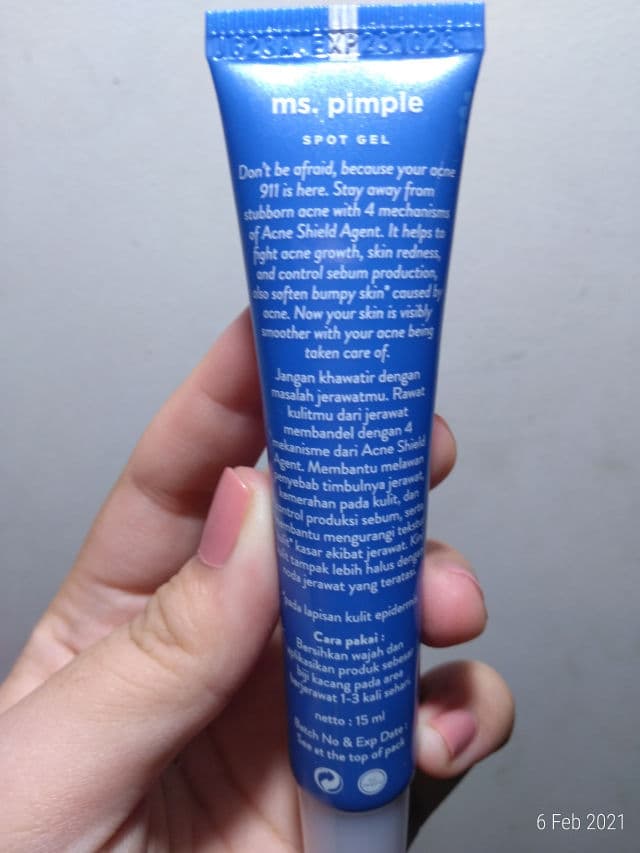 JG23A EXP231023
ms. pimple
SPOT GEL
Don't be afraid, because your acne
911 is here. Stay away from
stubborn acne with 4 mechanisms
of Acne Shield Agent. It helps to
fight acne growth, skin redness,
and control sebum production,
also soften bumpy skin* caused by
acne. Now your skin is visibly
smoother with your acne being
taken care of.
Jangan khawatir dengan
masalah jerawatmu. Rawat
kulitmu dari jerawat
membandel dengan 4
mekanisme dari Acne Shield
Agent. Membantu melawan
penyebab timbulnya jerawat,
kemerahan pada kulit, dan
kontrol produksi sebum, serta
membantu mengurangi tekstur
kulit* kasar akibat jerawat. Kini
kulit tampak lebih halus dengan
noda jerawat yang teratasi.
*pada lapisan kulit epidermis
Cara pakai :
Bersihkan wajah dan
aplikasikan produk sebesar
biji kacang pada area
berjerawat 1-3 kali sehari.
netto : 15 ml
Batch No & Exp Date :
See at the top of pack
6 Feb 2021